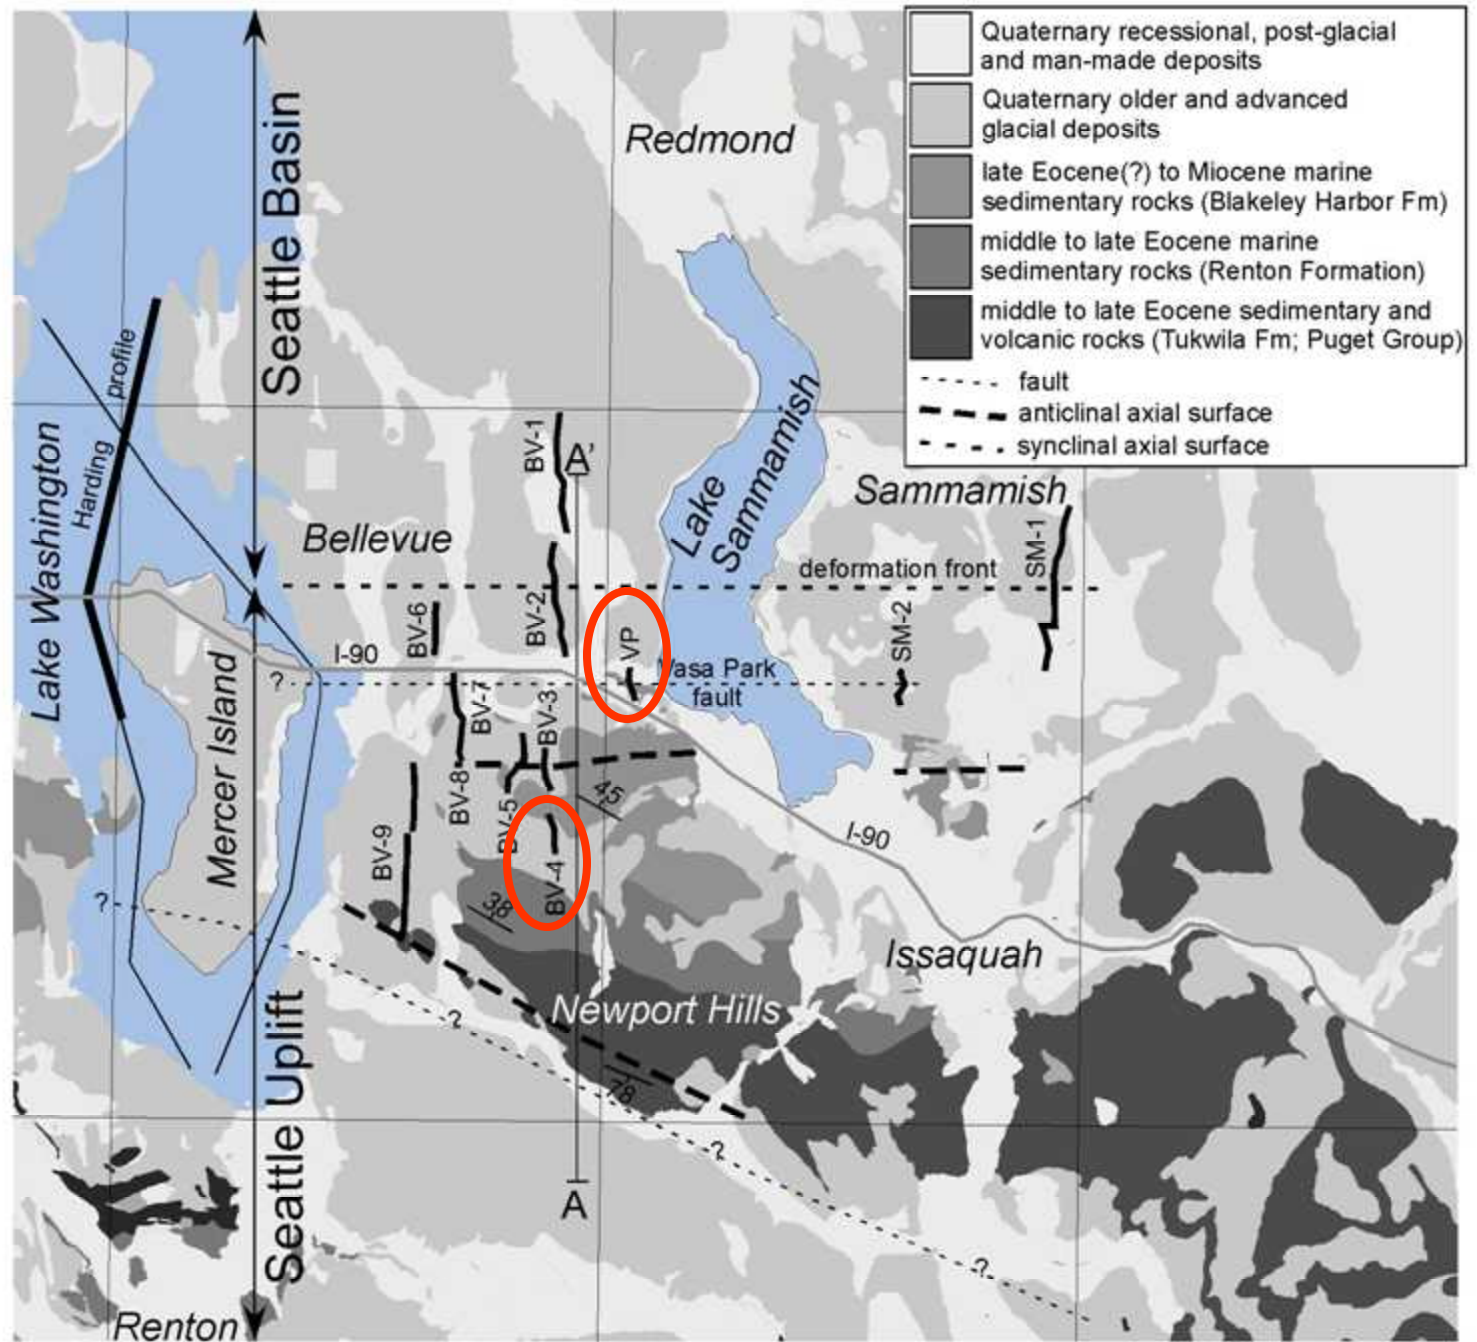 Quaternary recessional, post-glacial
and man-made deposits
Quaternary older and advanced
glacial deposits
late Eocene(?) to Miocene marine
sedimentary rocks (Blakeley Harbor Fm)
middle to late Eocene marine
sedimentary rocks (Renton Formation)
middle to late Eocene sedimentary and
volcanic rocks (Tukwila Fm; Puget Group)
fault
anticlinal axial surface
synclinal axial surface
Seattle Basin
Redmond
Harding profile
Lake Washington
BV-1
A'
Lake
Sammamish
Sammamish
SM-1
Bellevue
deformation front
BV-6
BV-2
VP
SM-2
I-90
Vasa Park
fault
?
Mercer Island
BV-7
BV-3
BV-8
BV-5
45
BV-9
BV-4
I-90
38
?
Issaquah
Newport Hills
?
78
?
Seattle Uplift
A
?
Renton